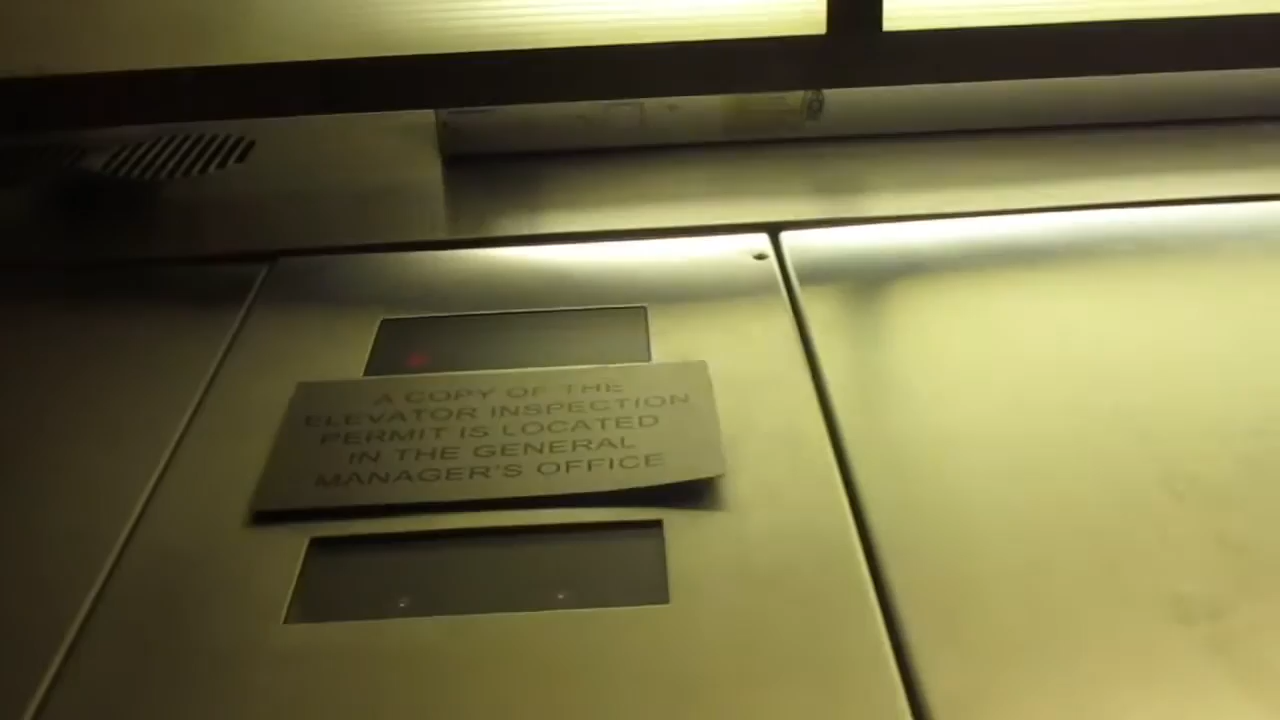 A COPY OF THE
ELEVATOR INSPECTION
PERMIT IS LOCATED
IN THE GENERAL
MANAGER'S OFFICE